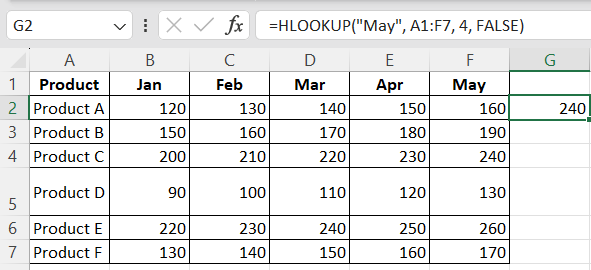 G2 fx =HLOOKUP("May", A1:F7, 4, FALSE)
A B C D E F G
1 Product Jan Feb Mar Apr May
2 Product A 120 130 140 150 160 240
3 Product B 150 160 170 180 190
4 Product C 200 210 220 230 240
5 Product D 90 100 110 120 130
6 Product E 220 230 240 250 260
7 Product F 130 140 150 160 170